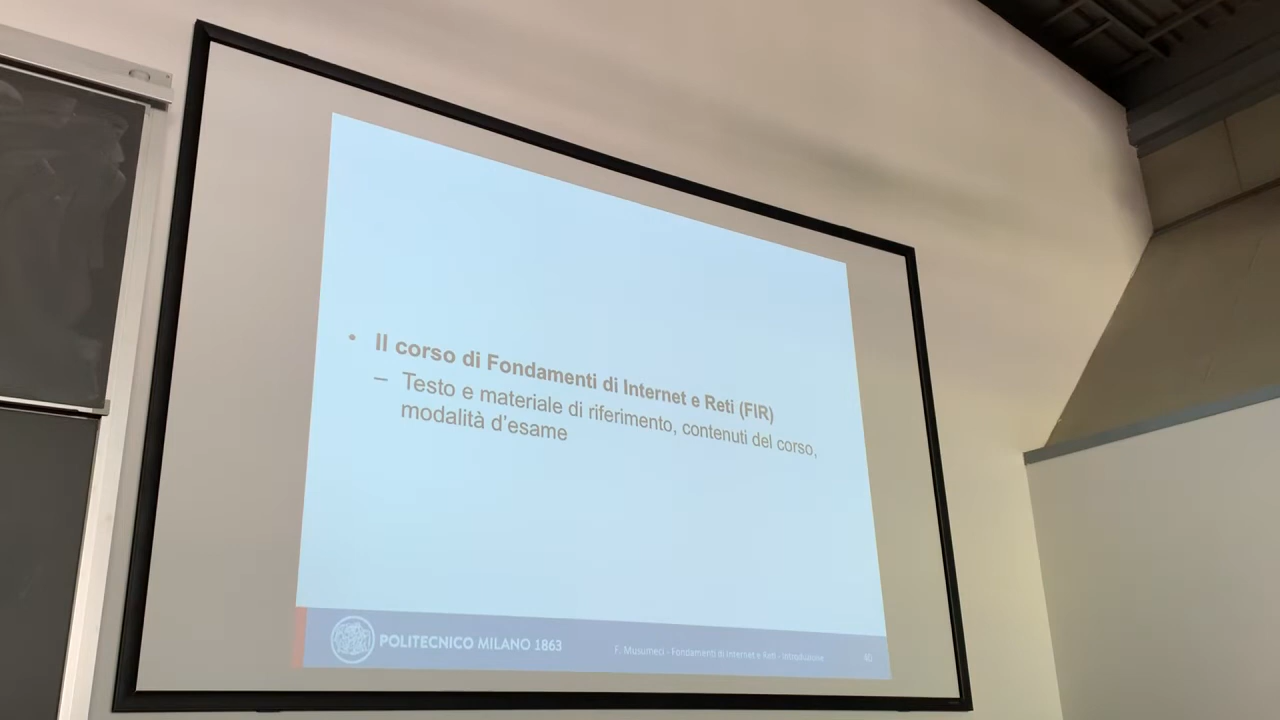 • Il corso di Fondamenti di Internet e Reti (FIR)
– Testo e materiale di riferimento, contenuti del corso,
modalità d'esame
POLITECNICO MILANO 1863
F. Musumeci - Fondamenti di Internet e Reti - Introduzione